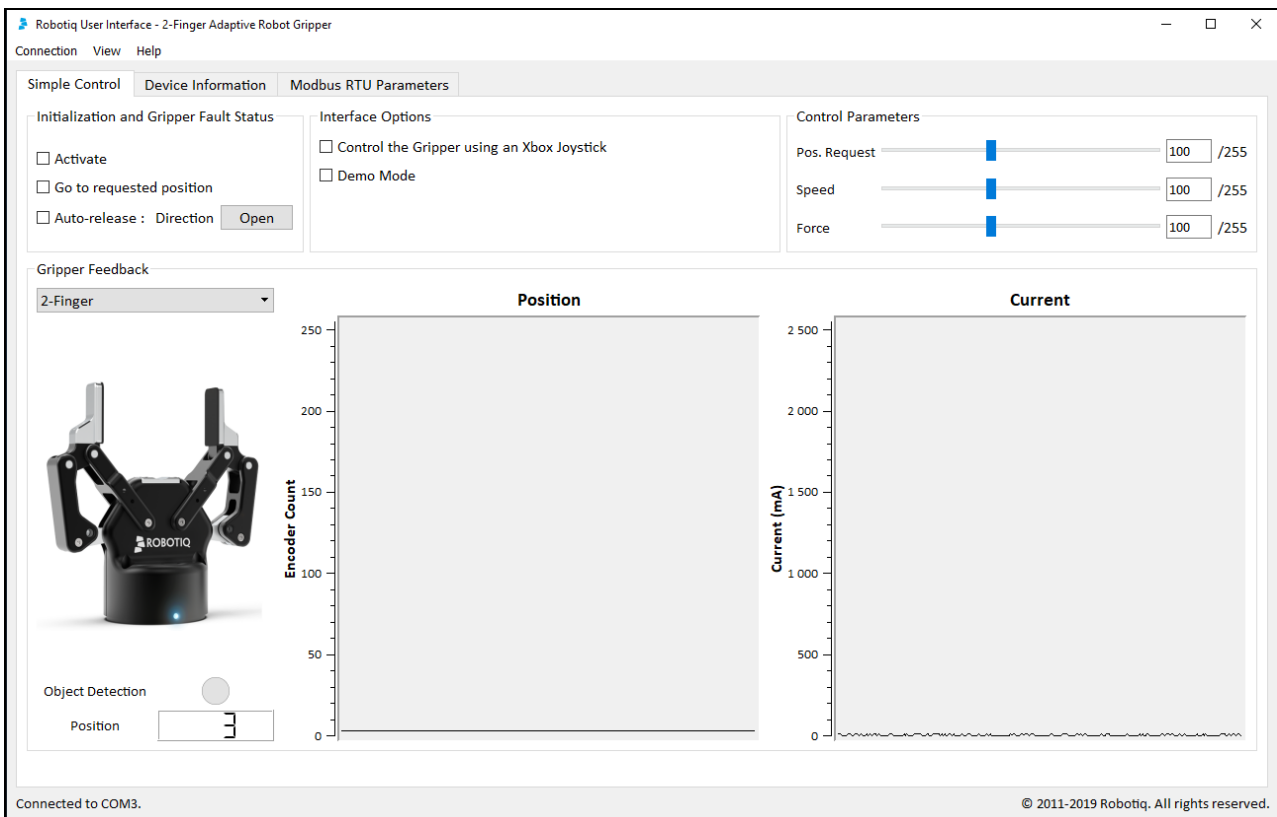 Robotiq User Interface - 2-Finger Adaptive Robot Gripper
Connection View Help
Simple Control Device Information Modbus RTU Parameters
Initialization and Gripper Fault Status
Activate
Go to requested position
Auto-release : Direction Open
Interface Options
Control the Gripper using an Xbox Joystick
Demo Mode
Control Parameters
Pos. Request 100 /255
Speed 100 /255
Force 100 /255
Gripper Feedback
2-Finger
ROBOTIQ
Object Detection
Position 3
Position
Encoder Count
250
200
150
100
50
0
Current
Current (mA)
2 500
2 000
1 500
1 000
500
0
Connected to COM3.
© 2011-2019 Robotiq. All rights reserved.